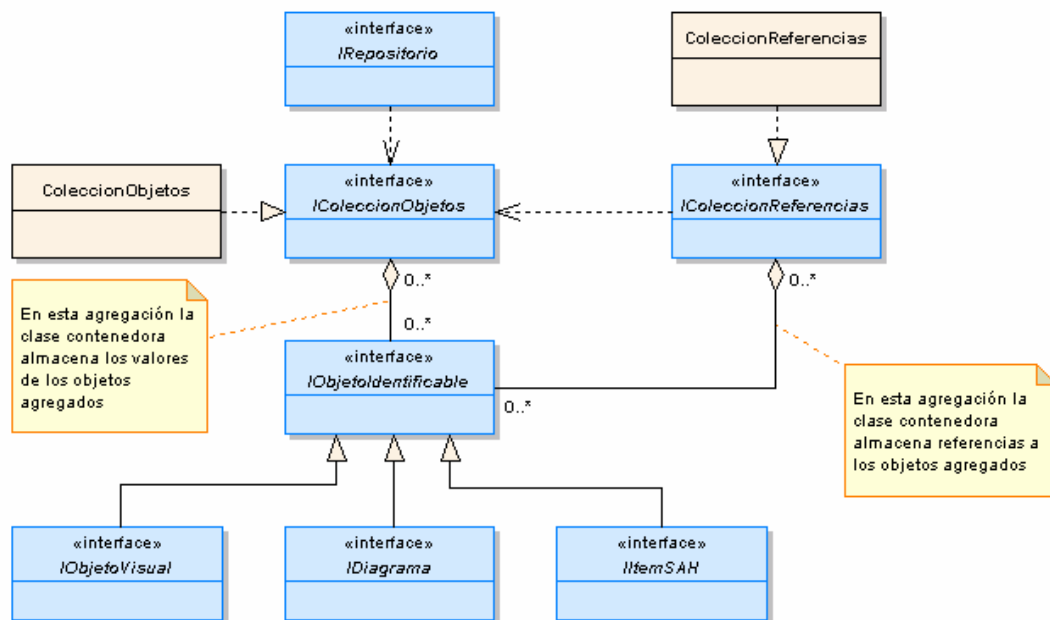 «interface»
IRepositorio
ColeccionReferencias
ColeccionObjetos
«interface»
IColeccionObjetos
«interface»
IColeccionReferencias
0..*
0..*
En esta agregación la
clase contenedora
almacena los valores
de los objetos
agregados
0..*
«interface»
IObjetoIdentificable
0..*
En esta agregación la
clase contenedora
almacena referencias a
los objetos agregados
«interface»
IObjetoVisual
«interface»
IDiagrama
«interface»
IItemSAH